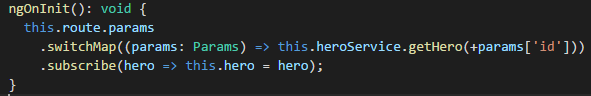 ngOnInit(): void {
  this.route.params
    .switchMap((params: Params) => this.heroService.getHero(+params['id']))
    .subscribe(hero => this.hero = hero);
}